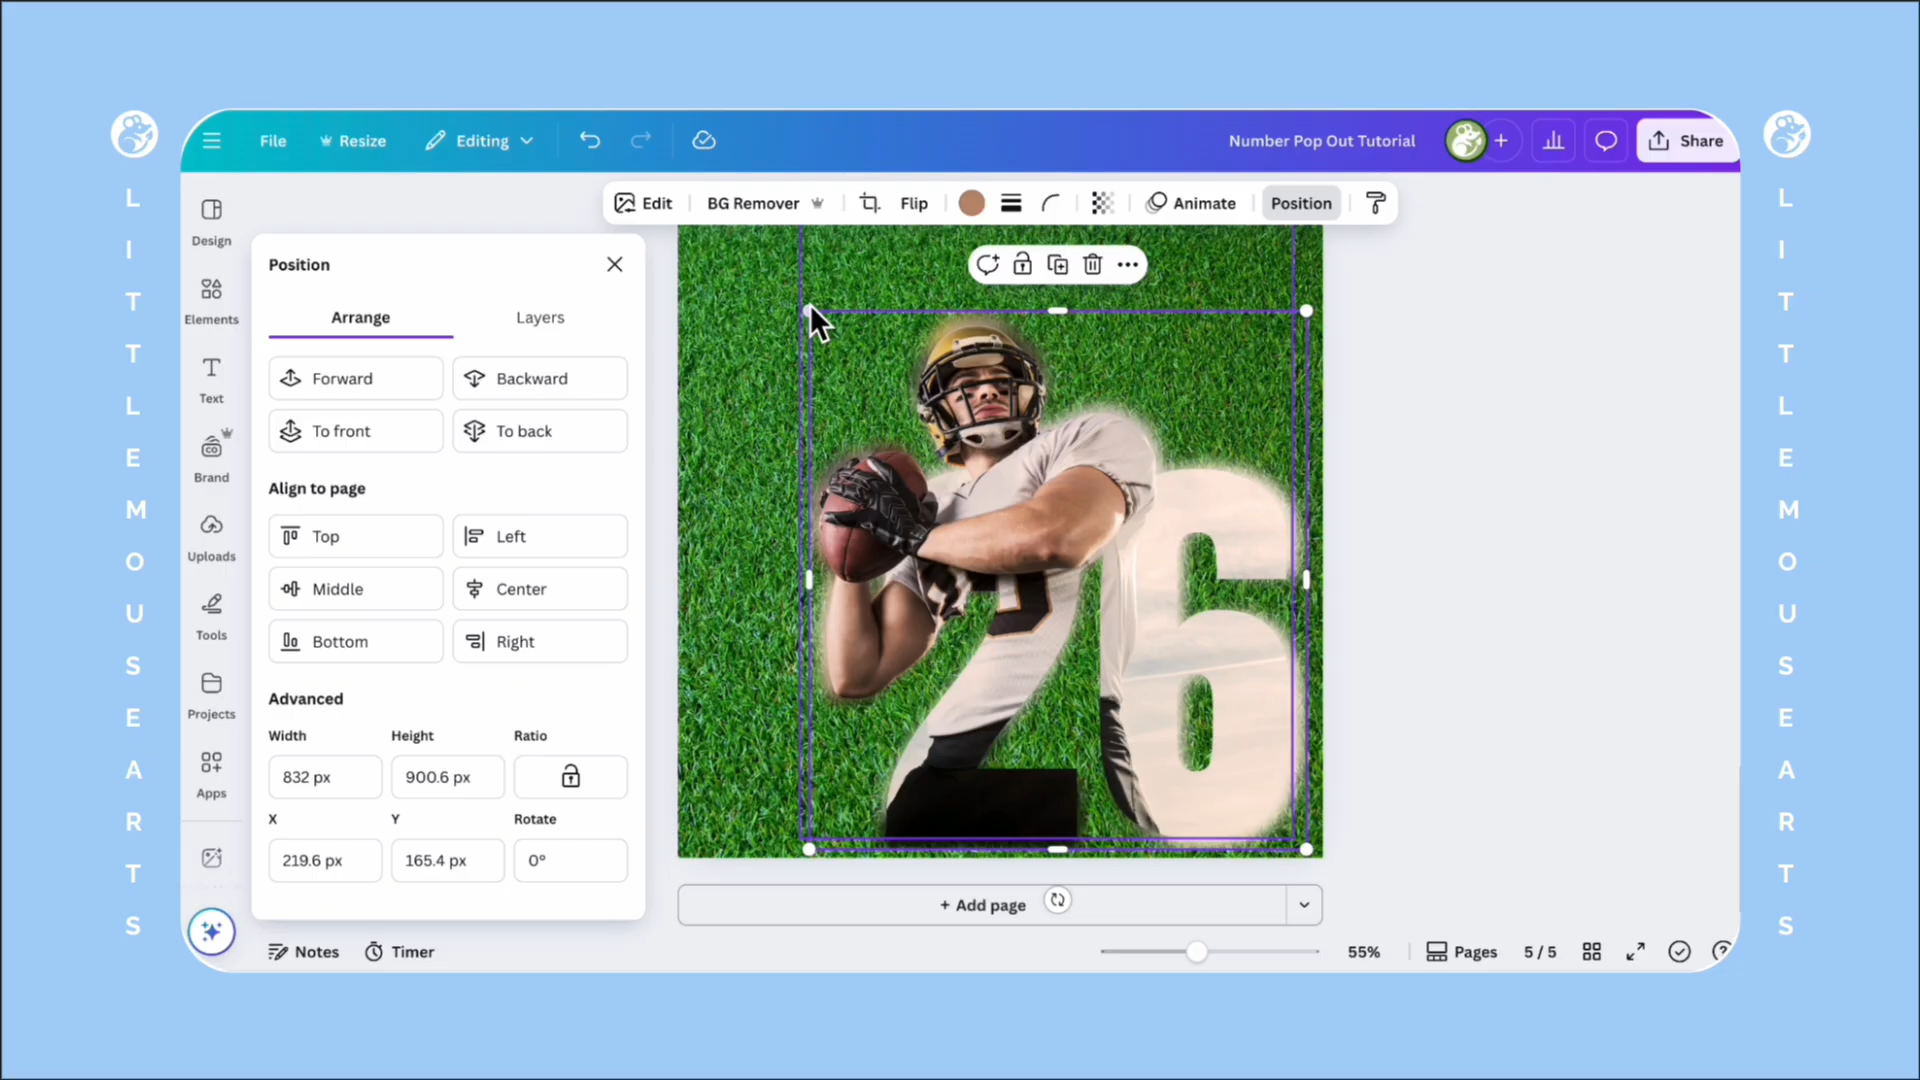 File
Resize
Editing
Number Pop Out Tutorial
Share
Edit
BG Remover
Flip
Animate
Position
Design
Elements
Text
Brand
Uploads
Tools
Projects
Apps
Position
Arrange
Layers
Forward
Backward
To front
To back
Align to page
Top
Left
Middle
Center
Bottom
Right
Advanced
Width
Height
Ratio
832 px
900.6 px
X
Y
Rotate
219.6 px
165.4 px
0°
26
+ Add page
Notes
Timer
55%
Pages
5 / 5
LITTLEMOUSEARTS
LITTLEMOUSEARTS